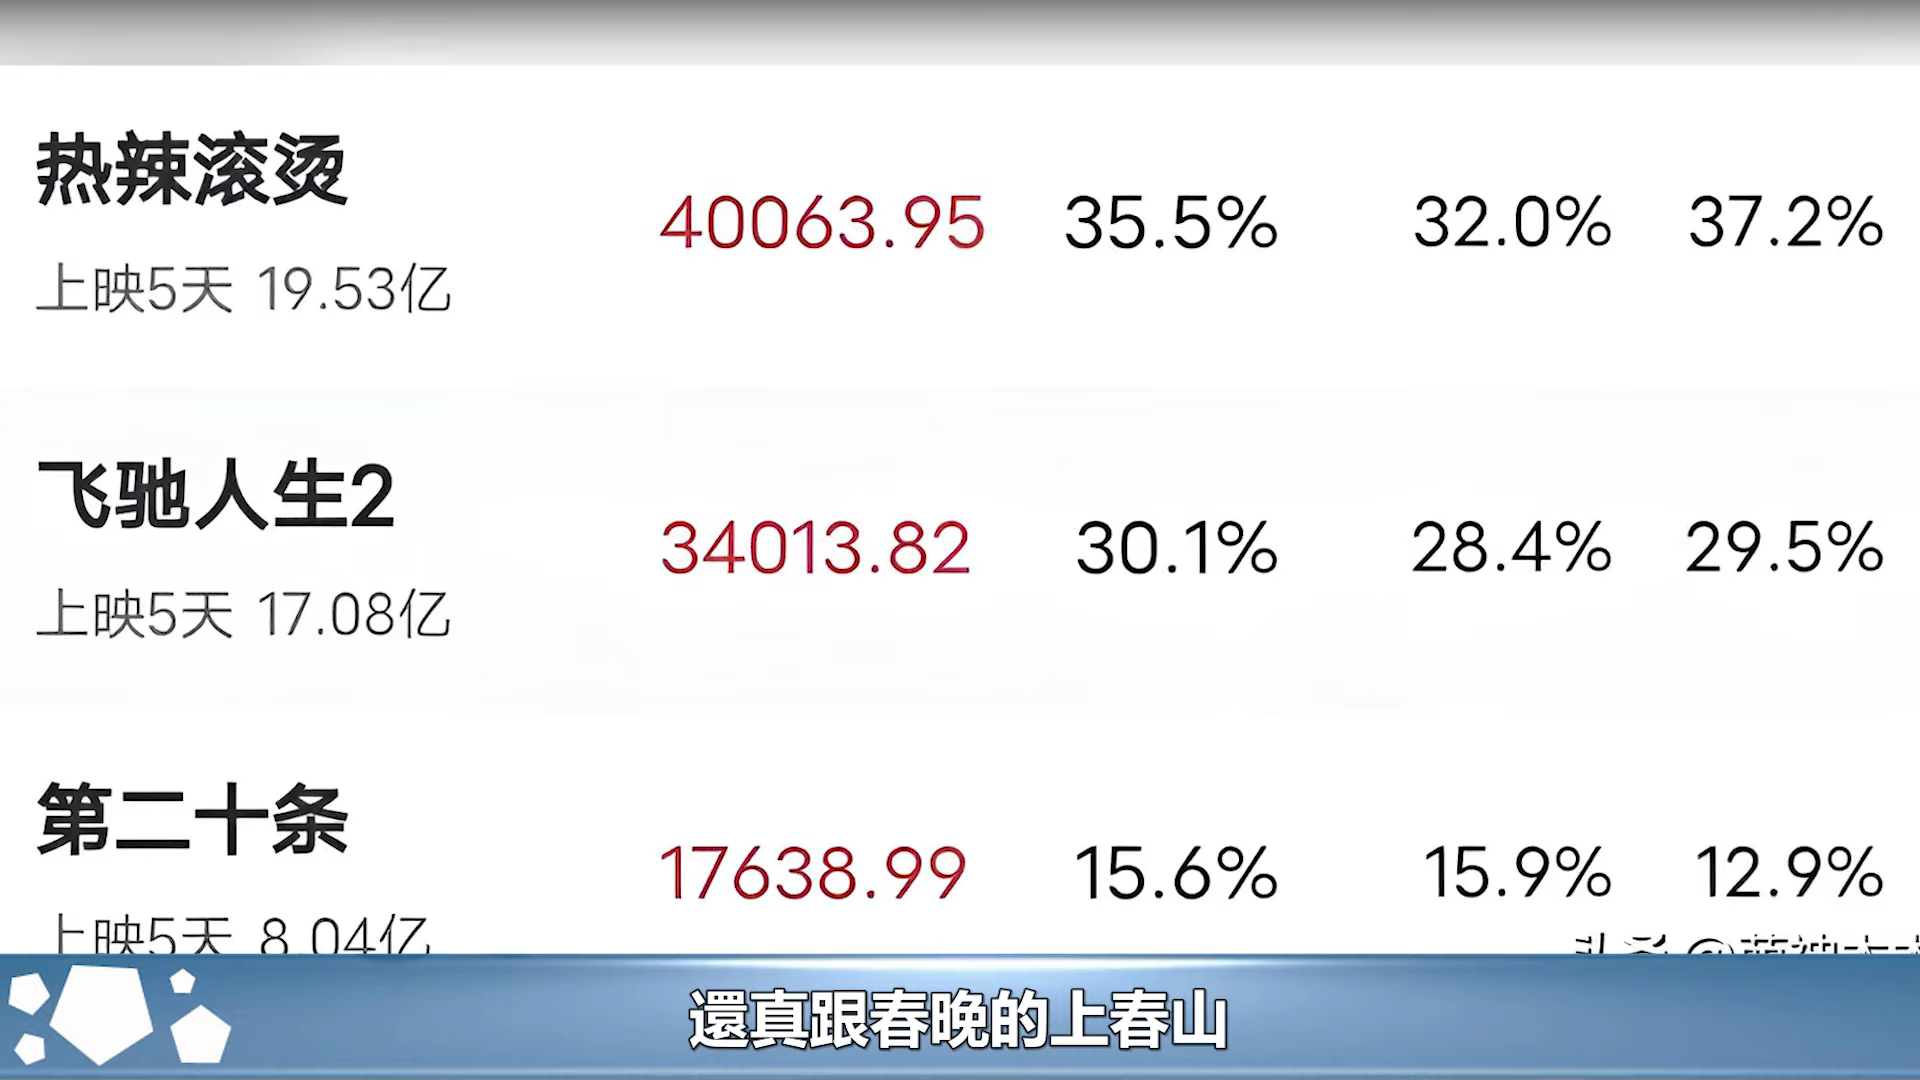 热辣滚烫
40063.95 35.5% 32.0% 37.2%
上映5天 19.53亿
飞驰人生2
34013.82 30.1% 28.4% 29.5%
上映5天 17.08亿
第二十条
17638.99 15.6% 15.9% 12.9%
上映5天 8.04亿
還真跟春晚的上春山